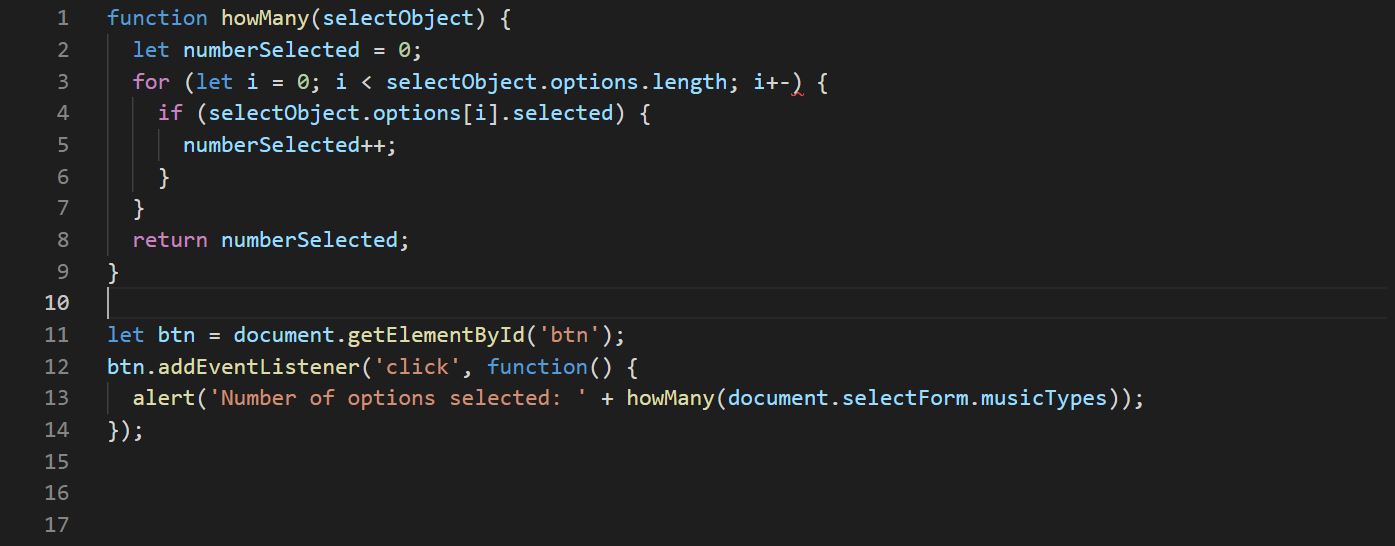 1 function howMany(selectObject) {
2   let numberSelected = 0;
3   for (let i = 0; i < selectObject.options.length; i+-) {
4     if (selectObject.options[i].selected) {
5       numberSelected++;
6     }
7   }
8   return numberSelected;
9 }
10
11 let btn = document.getElementById('btn');
12 btn.addEventListener('click', function() {
13   alert('Number of options selected: ' + howMany(document.selectForm.musicTypes));
14 });
15
16
17